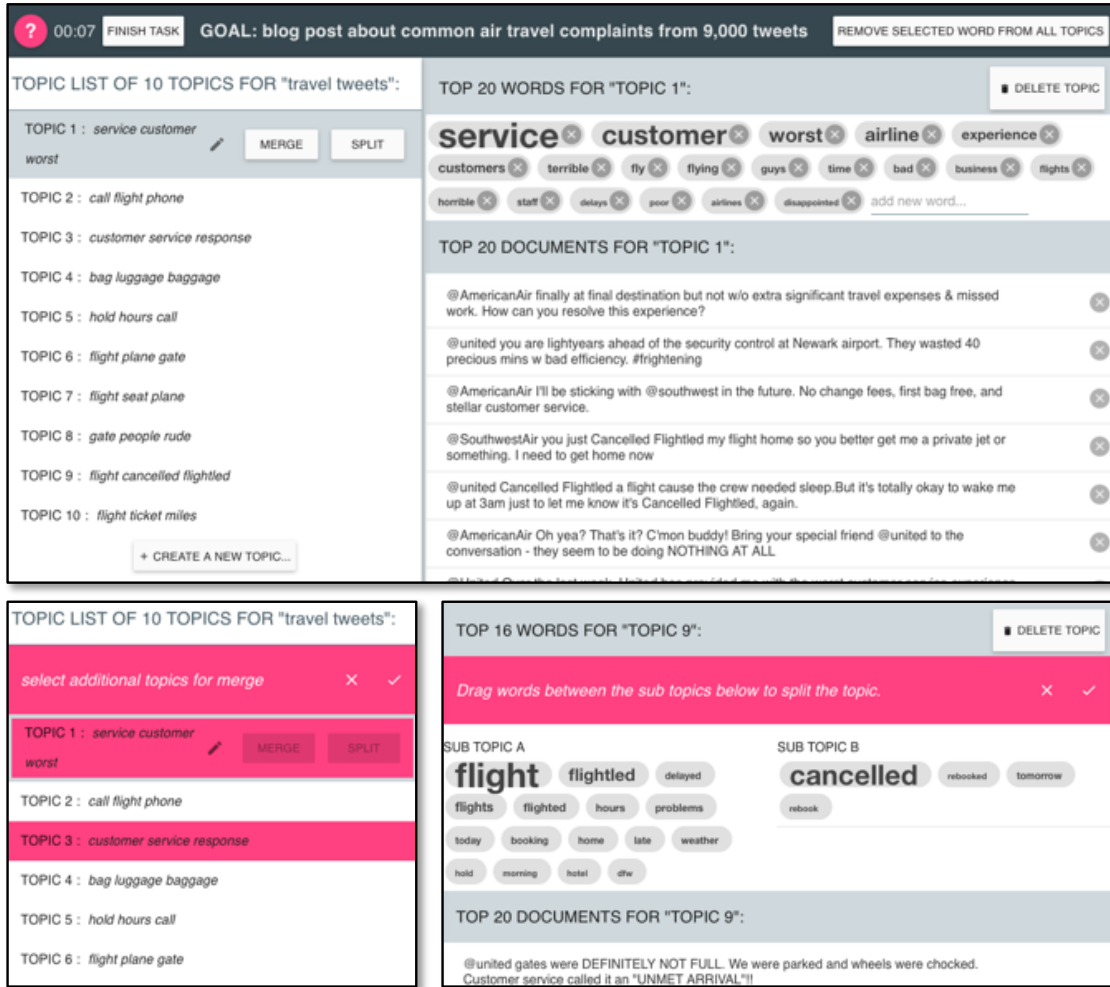 ? 00:07 FINISH TASK GOAL: blog post about common air travel complaints from 9,000 tweets REMOVE SELECTED WORD FROM ALL TOPICS
TOPIC LIST OF 10 TOPICS FOR "travel tweets":
TOPIC 1 : service customer
worst
MERGE SPLIT
TOPIC 2 : call flight phone
TOPIC 3 : customer service response
TOPIC 4 : bag luggage baggage
TOPIC 5 : hold hours call
TOPIC 6 : flight plane gate
TOPIC 7 : flight seat plane
TOPIC 8 : gate people rude
TOPIC 9 : flight cancelled flightled
TOPIC 10 : flight ticket miles
+ CREATE A NEW TOPIC...
TOP 20 WORDS FOR "TOPIC 1": DELETE TOPIC
service customer worst airline experience
customers terrible fly flying guys time bad business flights
horrible staff delays poor airlines disappointed add new word...
TOP 20 DOCUMENTS FOR "TOPIC 1":
@AmericanAir finally at final destination but not w/o extra significant travel expenses & missed
work. How can you resolve this experience?
@united you are lightyears ahead of the security control at Newark airport. They wasted 40
precious mins w bad efficiency. #frightening
@AmericanAir I'll be sticking with @southwest in the future. No change fees, first bag free, and
stellar customer service.
@SouthwestAir you just Cancelled Flightled my flight home so you better get me a private jet or
something. I need to get home now
@united Cancelled Flightled a flight cause the crew needed sleep.But it's totally okay to wake me
up at 3am just to let me know it's Cancelled Flightled, again.
@AmericanAir Oh yea? That's it? C'mon buddy! Bring your special friend @united to the
conversation - they seem to be doing NOTHING AT ALL
@United Over the last week, United has provided me with the worst customer service experience
TOPIC LIST OF 10 TOPICS FOR "travel tweets":
select additional topics for merge
TOPIC 1 : service customer
worst
MERGE SPLIT
TOPIC 2 : call flight phone
TOPIC 3 : customer service response
TOPIC 4 : bag luggage baggage
TOPIC 5 : hold hours call
TOPIC 6 : flight plane gate
TOP 16 WORDS FOR "TOPIC 9": DELETE TOPIC
Drag words between the sub topics below to split the topic.
SUB TOPIC A
flight flightled delayed
flights flighted hours problems
today booking home late weather
hold morning hotel dfw
SUB TOPIC B
cancelled rebooked tomorrow
rebook
TOP 20 DOCUMENTS FOR "TOPIC 9":
@united gates were DEFINITELY NOT FULL. We were parked and wheels were chocked.
Customer service called it an "UNMET ARRIVAL"!!